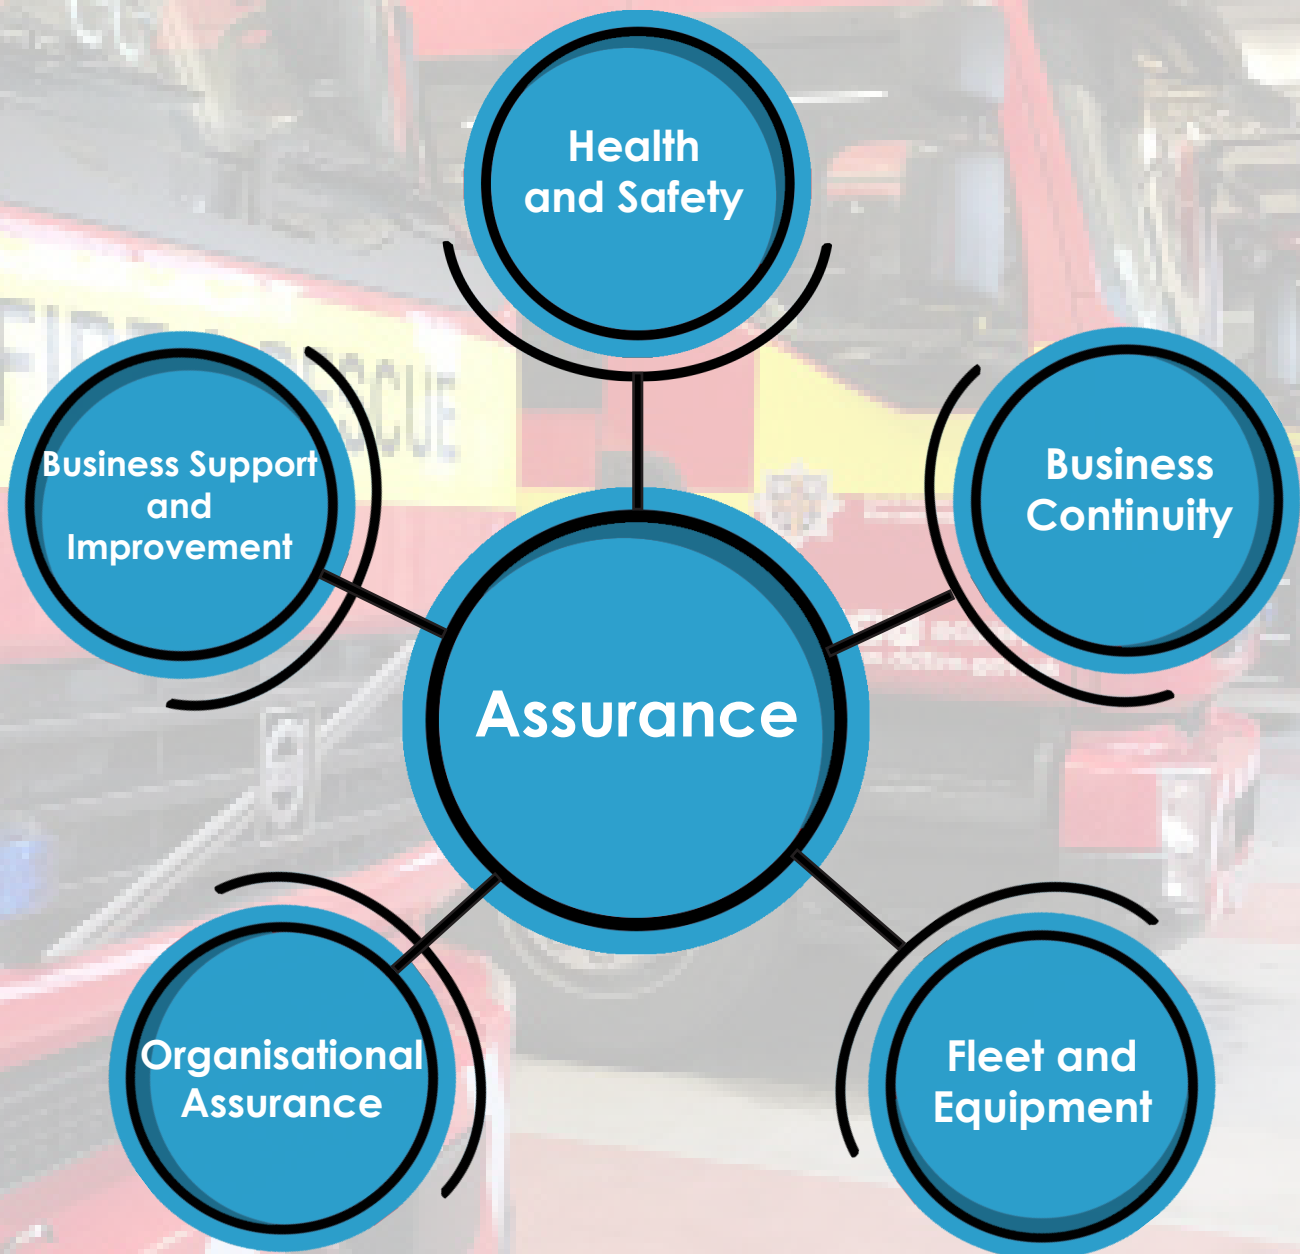 Health
and Safety
Business Support
and
Improvement
Business
Continuity
Assurance
Organisational
Assurance
Fleet and
Equipment